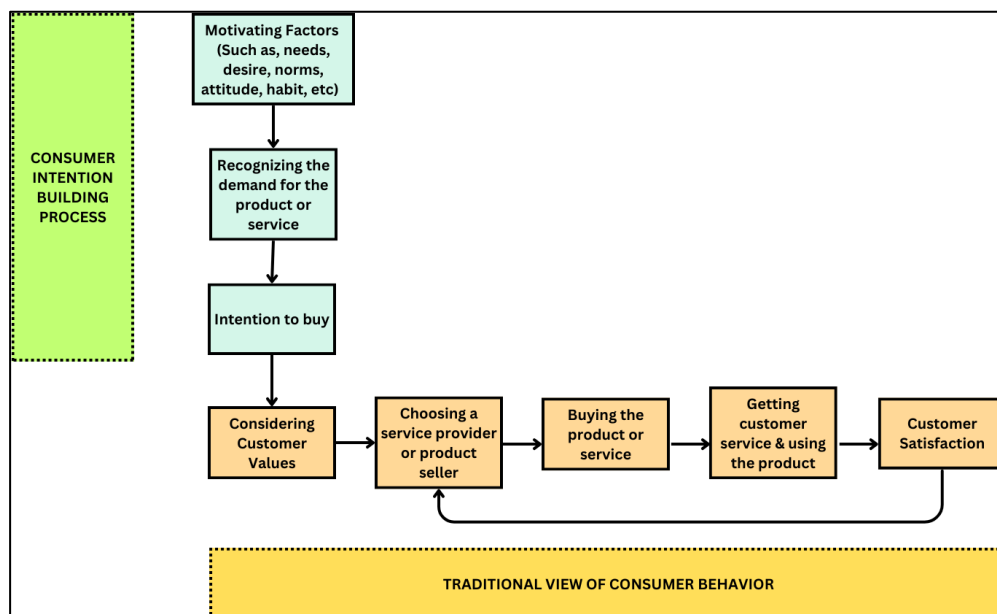 Motivating Factors
(Such as, needs,
desire, norms,
attitude, habit, etc)
CONSUMER
INTENTION
BUILDING
PROCESS
Recognizing the
demand for the
product or
service
Intention to buy
Considering
Customer
Values
Choosing a
service provider
or product
seller
Buying the
product or
service
Getting
customer
service & using
the product
Customer
Satisfaction
TRADITIONAL VIEW OF CONSUMER BEHAVIOR